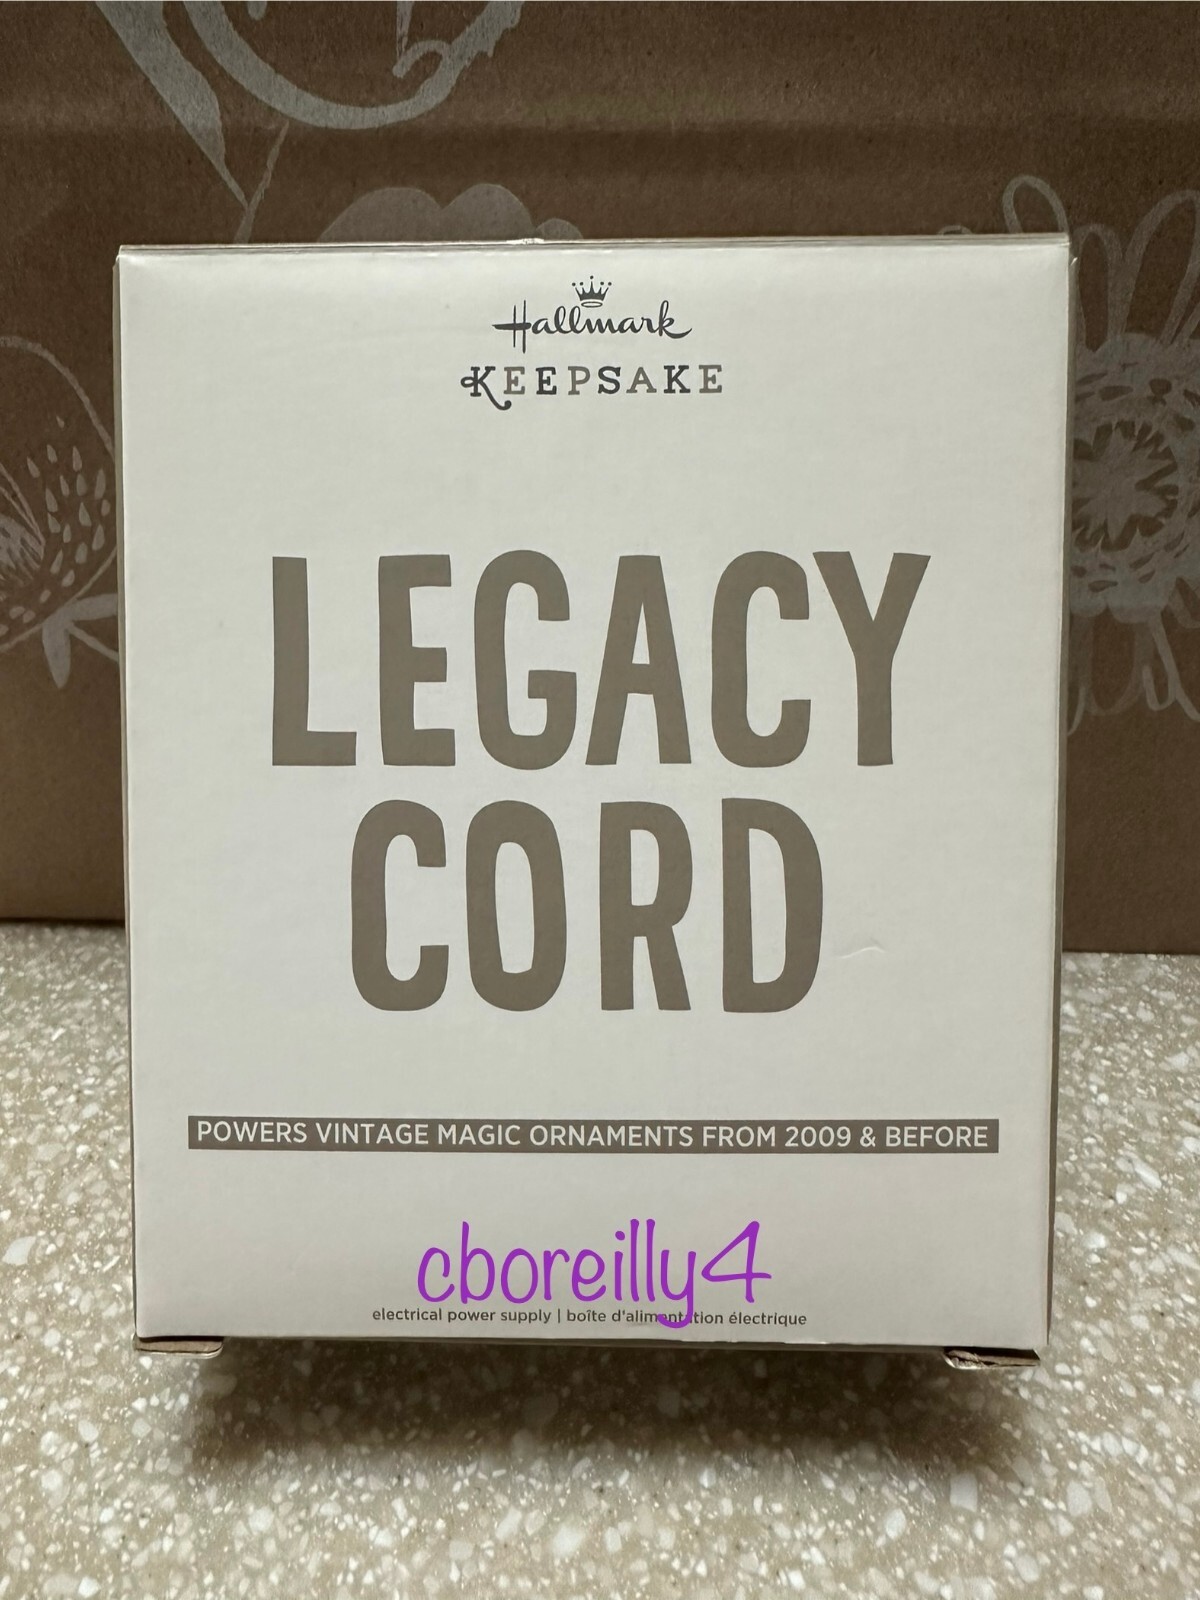 Hallmark
KEEPSAKE
LEGACY
CORD
POWERS VINTAGE MAGIC ORNAMENTS FROM 2009 & BEFORE
cboreilly4
electrical power supply | boîte d'alimentation électrique